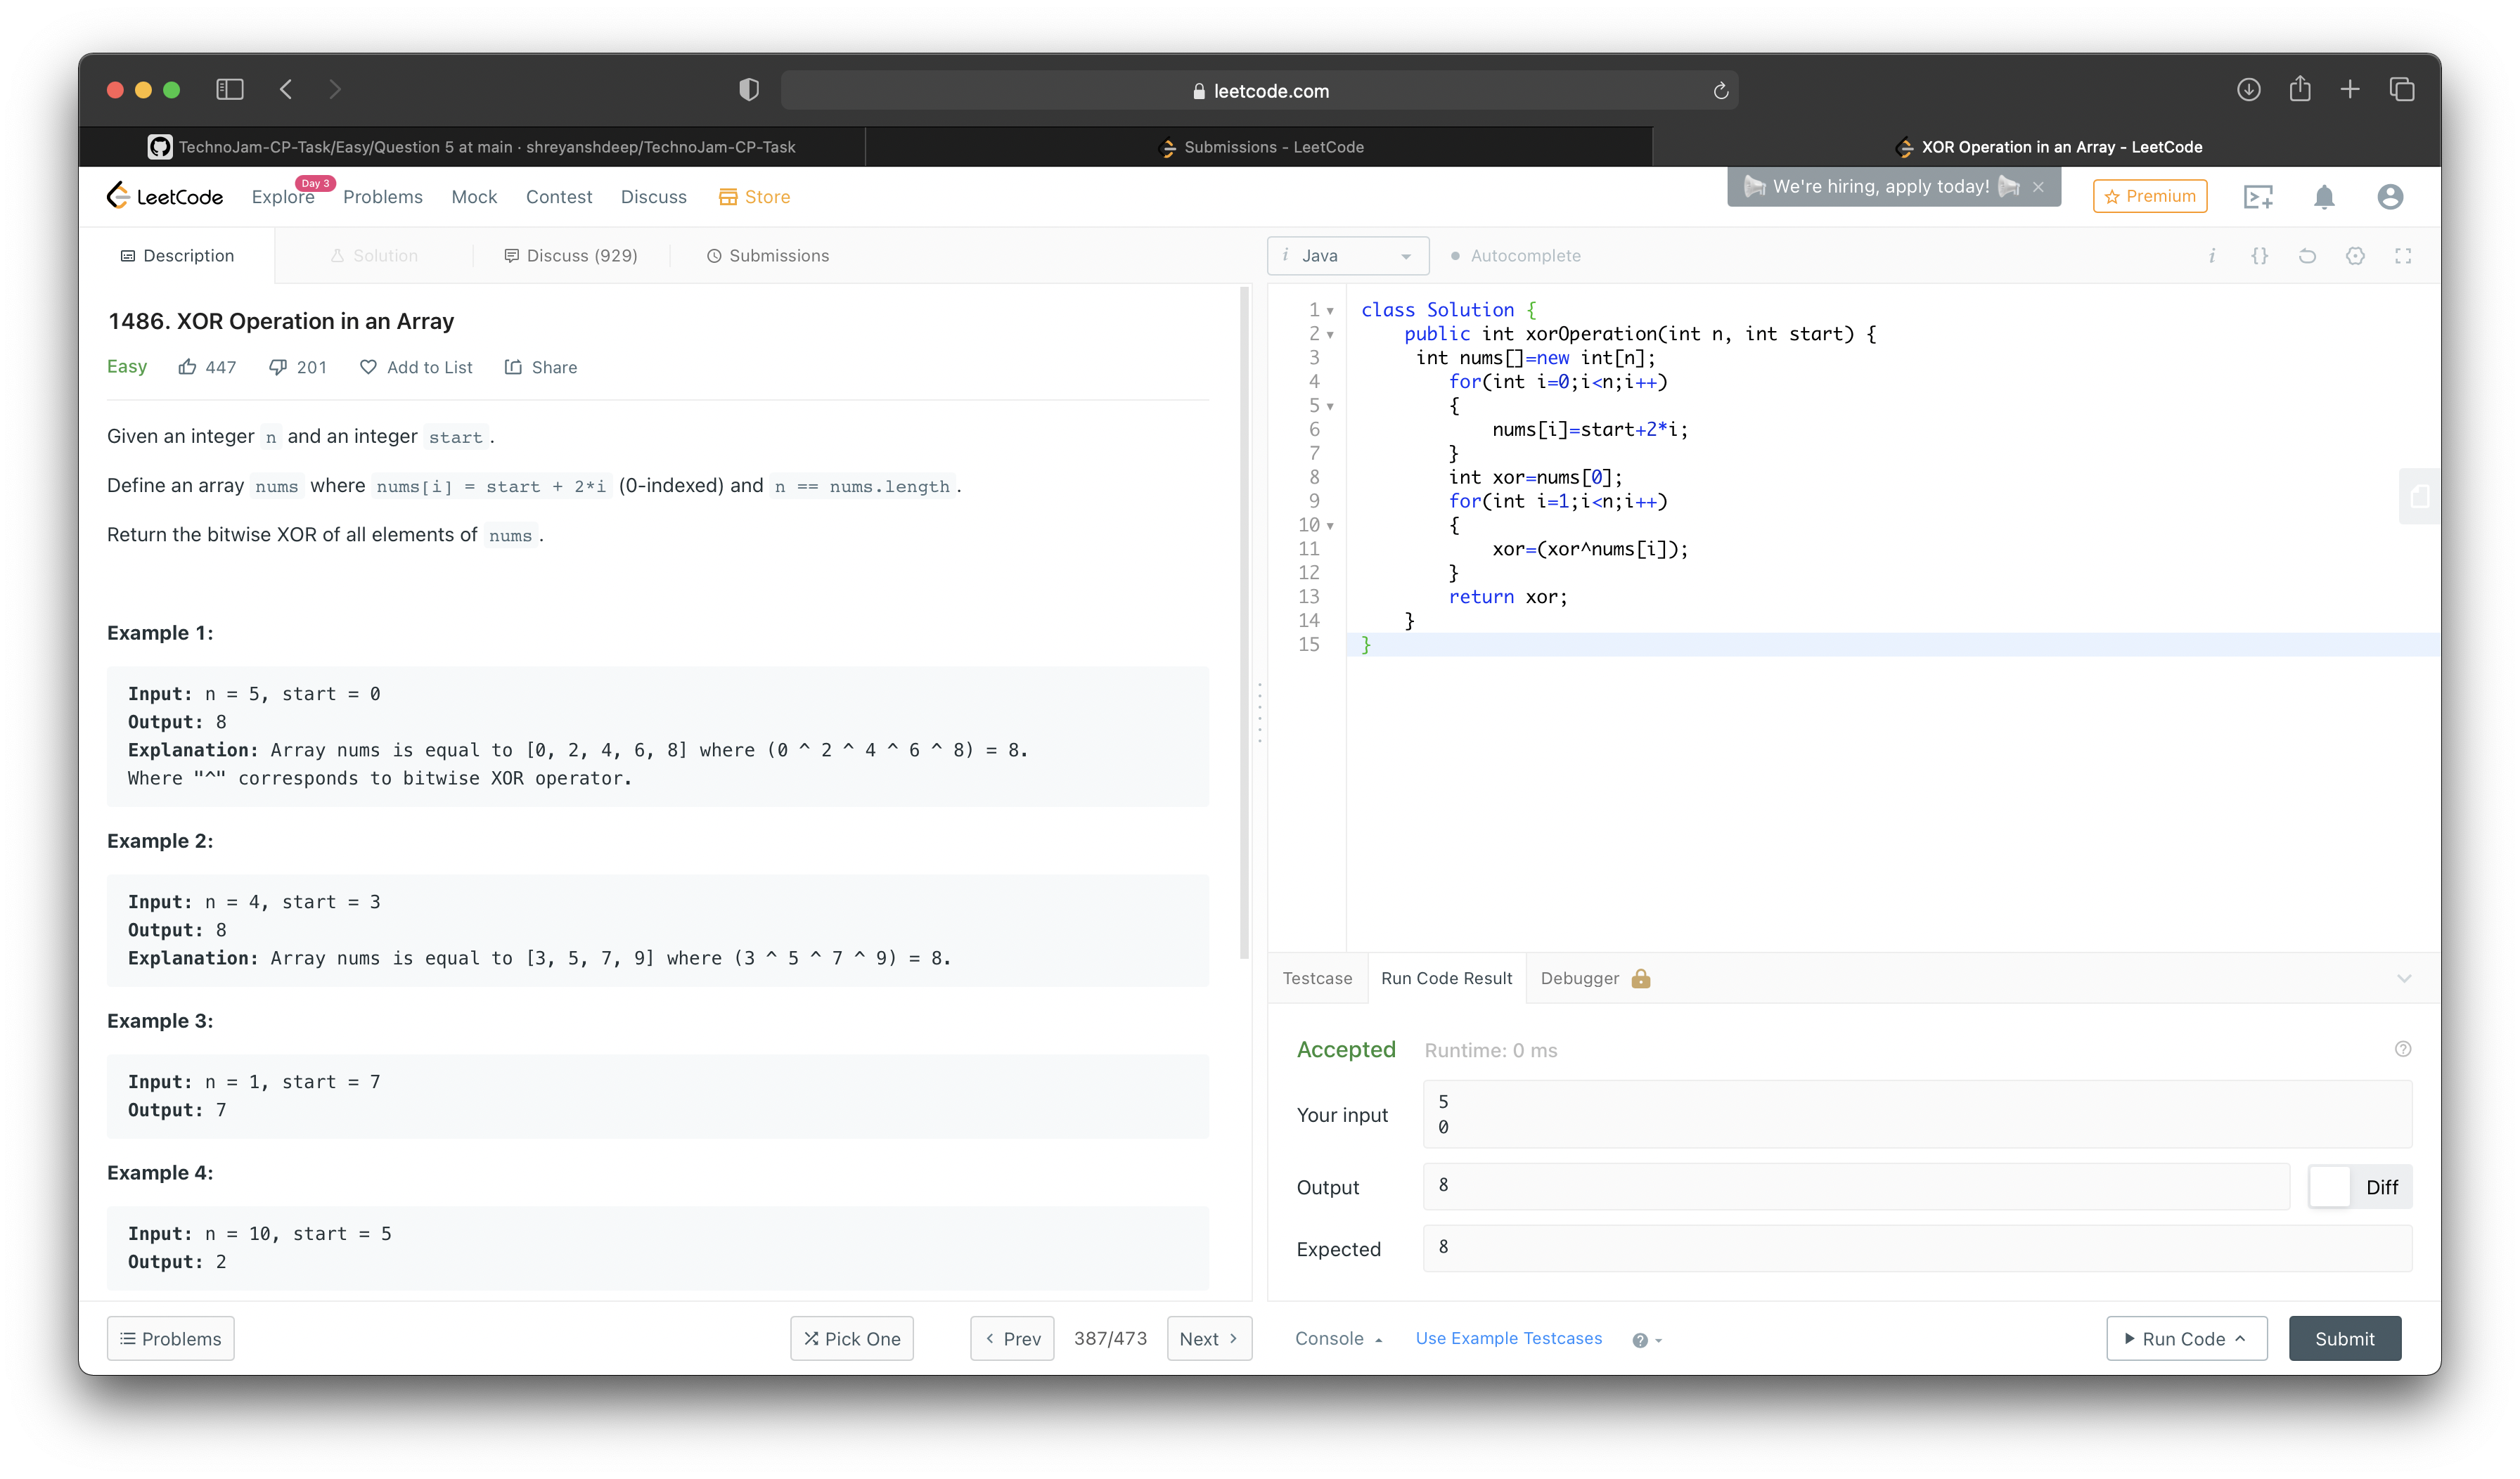 leetcode.com
TechnoJam-CP-Task/Easy/Question 5 at main · shreyanshdeep/TechnoJam-CP-Task
Submissions - LeetCode
XOR Operation in an Array - LeetCode
LeetCode
Explore
Day 3
Problems
Mock
Contest
Discuss
Store
We're hiring, apply today!
Premium
Description
Solution
Discuss (929)
Submissions
1486. XOR Operation in an Array
Easy
447
201
Add to List
Share
Given an integer n and an integer start .
Define an array nums where nums[i] = start + 2*i (0-indexed) and n == nums.length .
Return the bitwise XOR of all elements of nums .
Example 1:
Input: n = 5, start = 0
Output: 8
Explanation: Array nums is equal to [0, 2, 4, 6, 8] where (0 ^ 2 ^ 4 ^ 6 ^ 8) = 8.
Where "^" corresponds to bitwise XOR operator.
Example 2:
Input: n = 4, start = 3
Output: 8
Explanation: Array nums is equal to [3, 5, 7, 9] where (3 ^ 5 ^ 7 ^ 9) = 8.
Example 3:
Input: n = 1, start = 7
Output: 7
Example 4:
Input: n = 10, start = 5
Output: 2
Problems
Pick One
Prev
387/473
Next
i Java
Autocomplete
i {}
1 class Solution {
2     public int xorOperation(int n, int start) {
3      int nums[]=new int[n];
4         for(int i=0;i<n;i++)
5         {
6             nums[i]=start+2*i;
7         }
8         int xor=nums[0];
9         for(int i=1;i<n;i++)
10         {
11             xor=(xor^nums[i]);
12         }
13         return xor;
14     }
15 }
Testcase
Run Code Result
Debugger
Accepted
Runtime: 0 ms
Your input
5
0
Output
8
Diff
Expected
8
Console
Use Example Testcases
Run Code
Submit